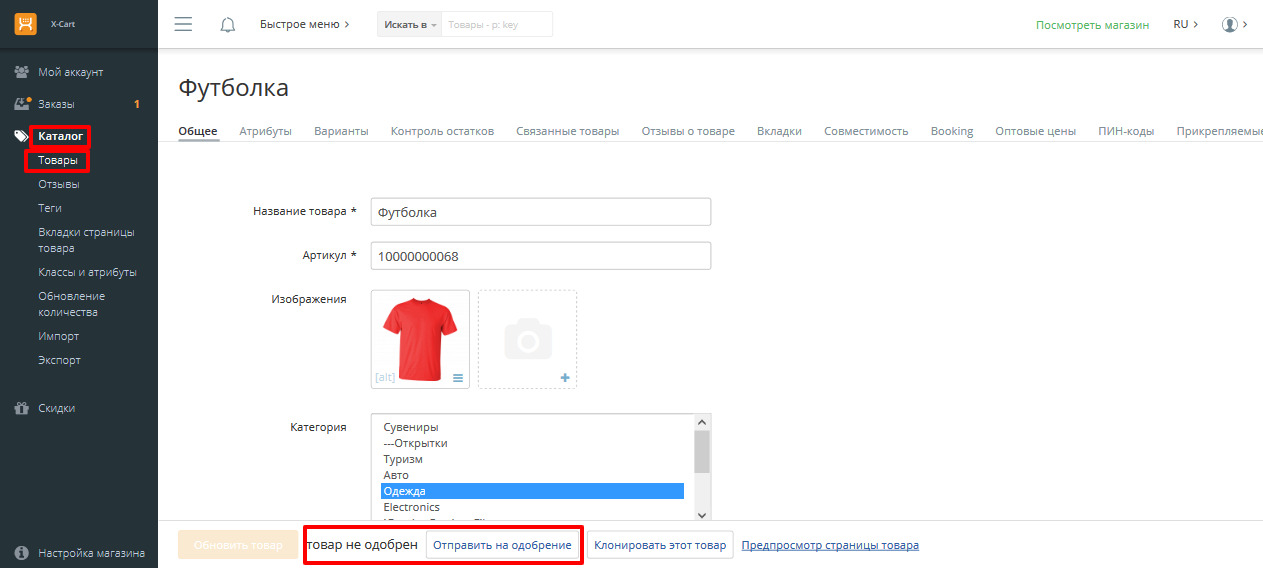 X-Cart
Быстрое меню
Искать в
Товары - p: key
Посмотреть магазин
RU
Мой аккаунт
Заказы 1
Каталог
Товары
Отзывы
Теги
Вкладки страницы
товара
Классы и атрибуты
Обновление
количества
Импорт
Экспорт
Скидки
Настройка магазина
Футболка
Общее Атрибуты Варианты Контроль остатков Связанные товары Отзывы о товаре Вкладки Совместимость Booking Оптовые цены ПИН-коды Прикрепляемые
Название товара * Футболка
Артикул * 10000000068
Изображения
[alt]
Категория
Сувениры
---Открытки
Туризм
Авто
Одежда
Electronics
Обновить товар товар не одобрен Отправить на одобрение Клонировать этот товар Предпросмотр страницы товара